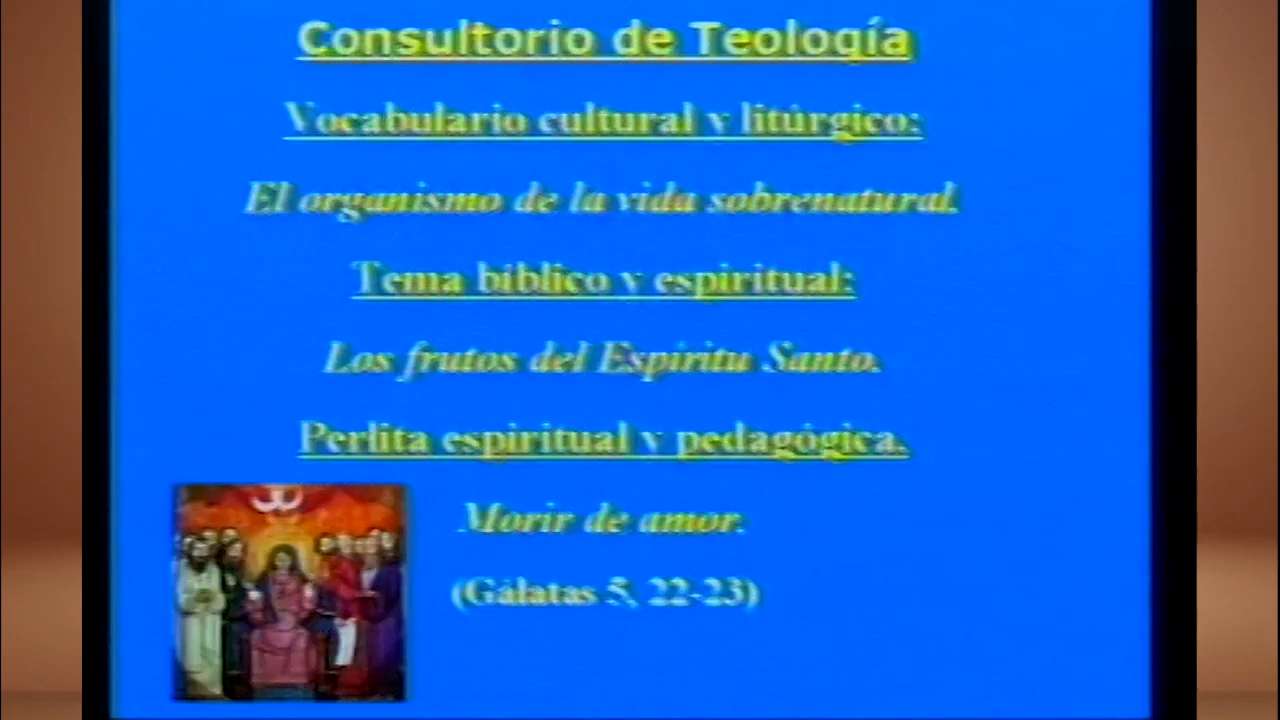 Consultorio de Teología
Vocabulario cultural y litúrgico:
El organismo de la vida sobrenatural.
Tema bíblico y espiritual:
Los frutos del Espíritu Santo.
Perlita espiritual y pedagógica.
Morir de amor.
(Gálatas 5, 22-23)